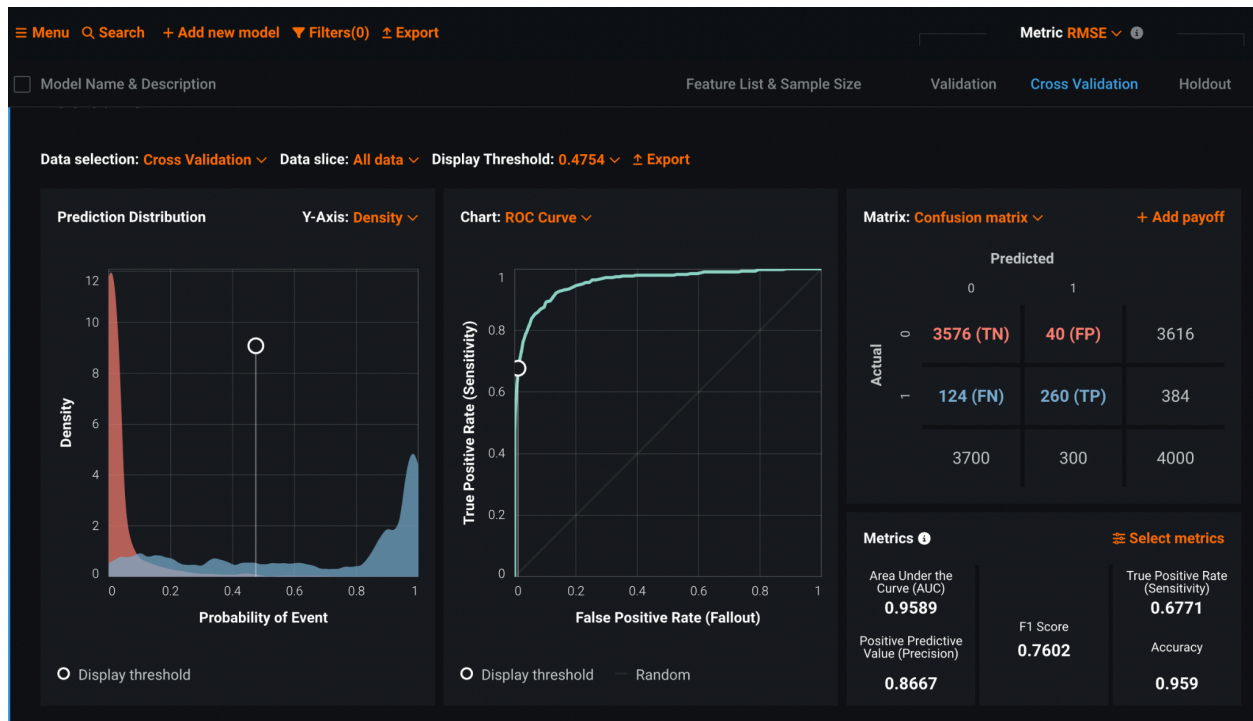 Menu Search + Add new model Filters(0) Export
Metric RMSE
Model Name & Description Feature List & Sample Size Validation Cross Validation Holdout
Data selection: Cross Validation Data slice: All data Display Threshold: 0.4754 Export
Prediction Distribution Y-Axis: Density
12
10
8
6
4
2
0
Density
0 0.2 0.4 0.6 0.8 1
Probability of Event
Display threshold
Chart: ROC Curve
1
0.8
0.6
0.4
0.2
0
True Positive Rate (Sensitivity)
0 0.2 0.4 0.6 0.8 1
False Positive Rate (Fallout)
Display threshold Random
Matrix: Confusion matrix + Add payoff
Predicted
0 1
Actual
0 3576 (TN) 40 (FP) 3616
1 124 (FN) 260 (TP) 384
3700 300 4000
Metrics Select metrics
Area Under the
Curve (AUC)
0.9589
Positive Predictive
Value (Precision)
0.8667
F1 Score
0.7602
True Positive Rate
(Sensitivity)
0.6771
Accuracy
0.959